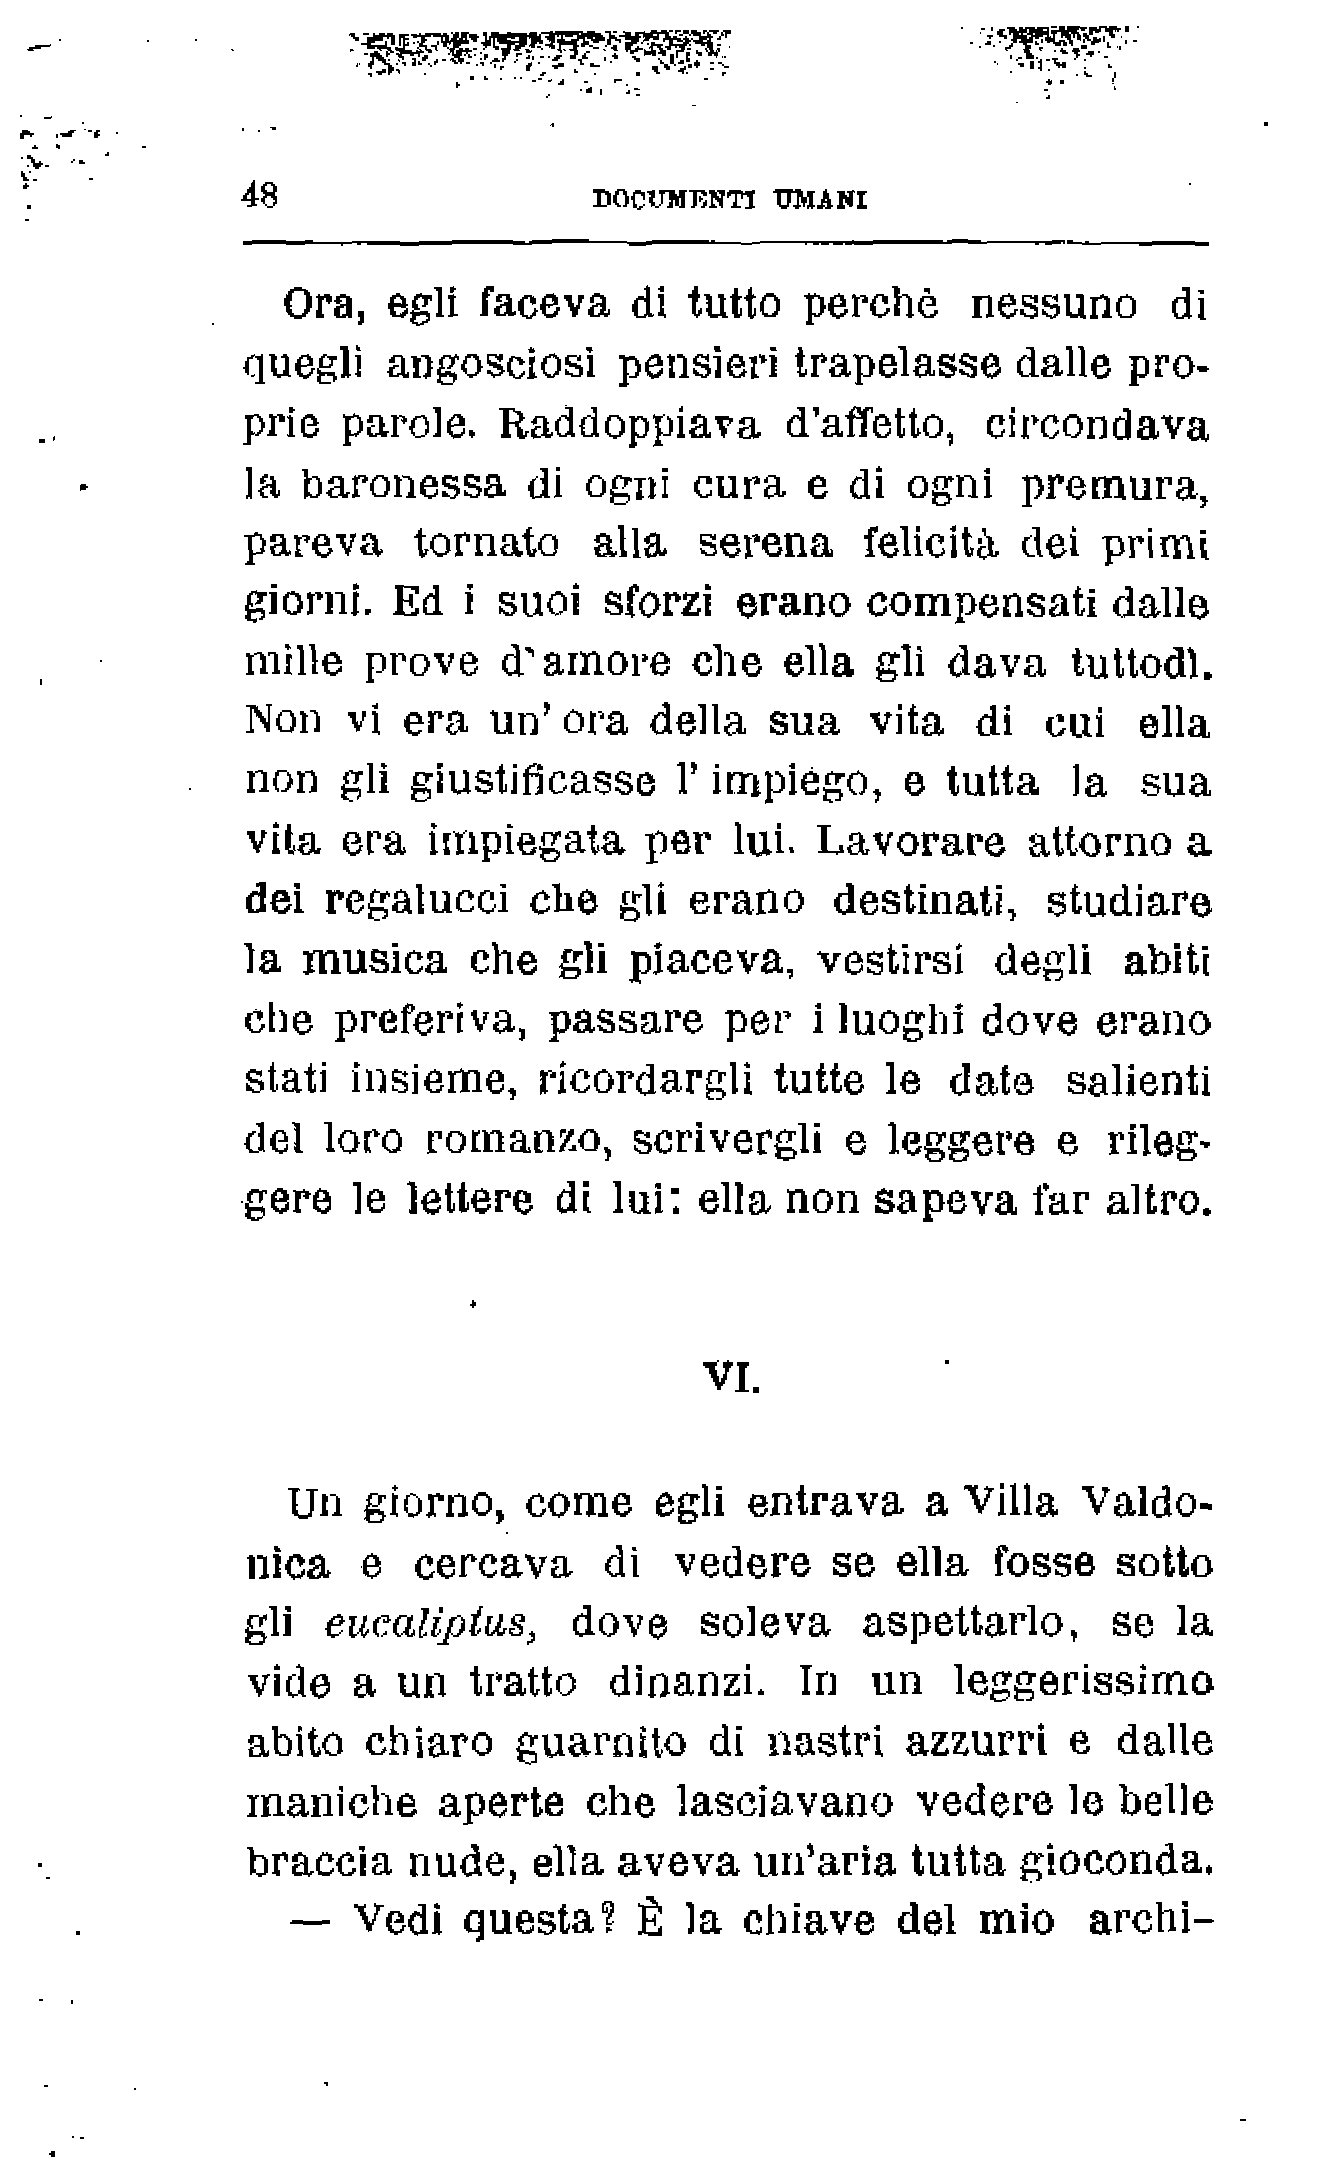 48 DOCUMENTI UMANI
Ora, egli faceva di tutto perchè nessuno di
quegli angosciosi pensieri trapelasse dalle pro-
prie parole. Raddoppiava d'affetto, circondava
la baronessa di ogni cura e di ogni premura,
pareva tornato alla serena felicità dei primi
giorni. Ed i suoi sforzi erano compensati dalle
mille prove d'amore che ella gli dava tuttodì.
Non vi era un'ora della sua vita di cui ella
non gli giustificasse l'impiego, e tutta la sua
vita era impiegata per lui. Lavorare attorno a
dei regalucci che gli erano destinati, studiare
la musica che gli piaceva, vestirsi degli abiti
che preferiva, passare per i luoghi dove erano
stati insieme, ricordargli tutte le date salienti
del loro romanzo, scrivergli e leggere e rileg-
gere le lettere di lui: ella non sapeva far altro.
VI.
Un giorno, come egli entrava a Villa Valdo-
nica e cercava di vedere se ella fosse sotto
gli eucaliptus, dove soleva aspettarlo, se la
vide a un tratto dinanzi. In un leggerissimo
abito chiaro guarnito di nastri azzurri e dalle
maniche aperte che lasciavano vedere le belle
braccia nude, ella aveva un'aria tutta gioconda.
— Vedi questa? È la chiave del mio archi-